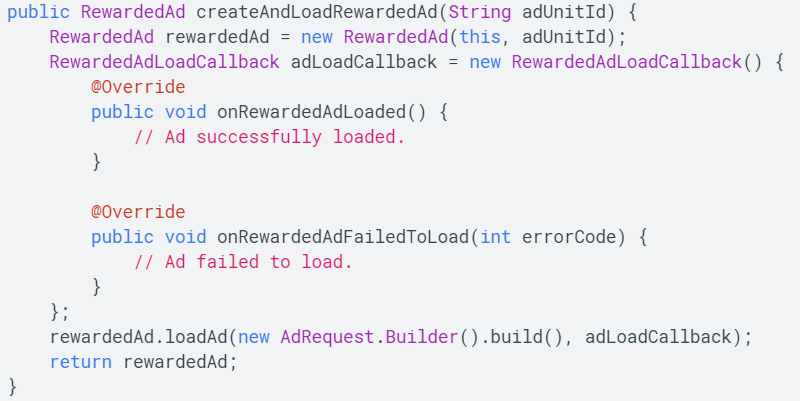 public RewardedAd createAndLoadRewardedAd(String adUnitId) {
    RewardedAd rewardedAd = new RewardedAd(this, adUnitId);
    RewardedAdLoadCallback adLoadCallback = new RewardedAdLoadCallback() {
        @Override
        public void onRewardedAdLoaded() {
            // Ad successfully loaded.
        }

        @Override
        public void onRewardedAdFailedToLoad(int errorCode) {
            // Ad failed to load.
        }
    };
    rewardedAd.loadAd(new AdRequest.Builder().build(), adLoadCallback);
    return rewardedAd;
}